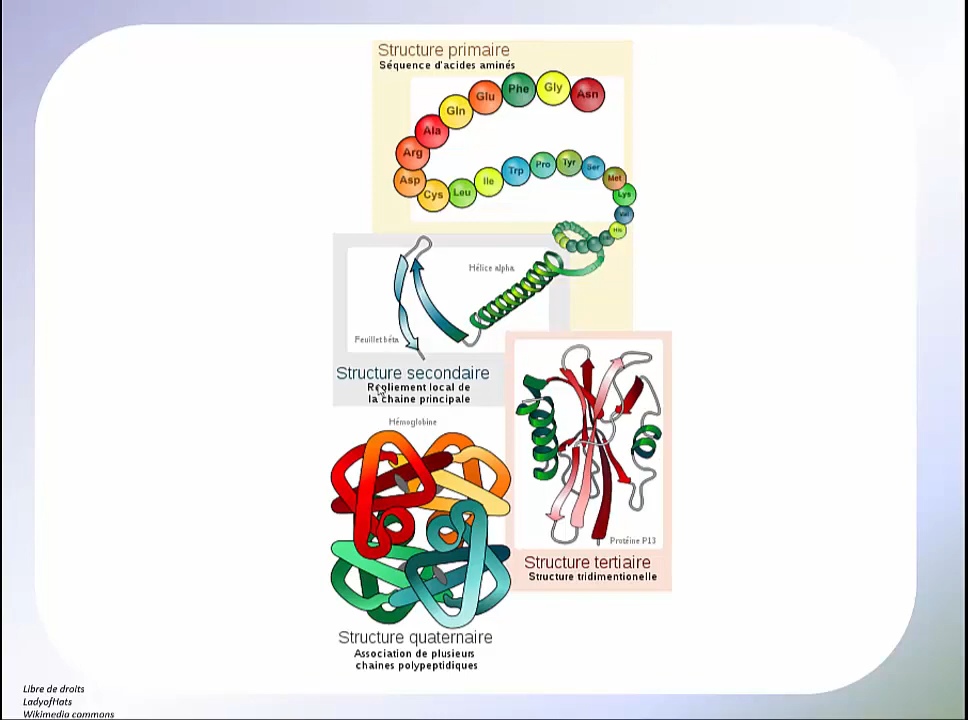 Structure primaire
Séquence d'acides aminés
Asn
Gly
Phe
Glu
Gln
Ala
Arg
Asp
Cys
Leu
Ile
Trp
Pro
Tyr
Ser
Met
Lys
Val
His
Hélice alpha
Feuillet bêta
Structure secondaire
Repliement local de
la chaine principale
Hémoglobine
Protéine P13
Structure tertiaire
Structure tridimentionelle
Structure quaternaire
Association de plusieurs
chaines polypeptidiques
Libre de droits
LadyofHats
Wikimedia commons